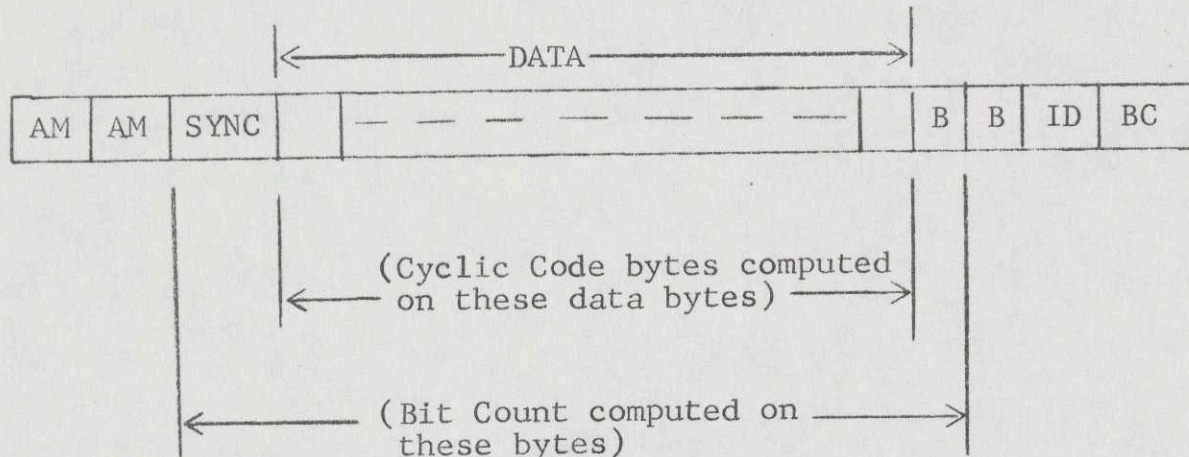 DATA
AM AM SYNC B B ID BC
(Cyclic Code bytes computed
on these data bytes)
(Bit Count computed on
these bytes)